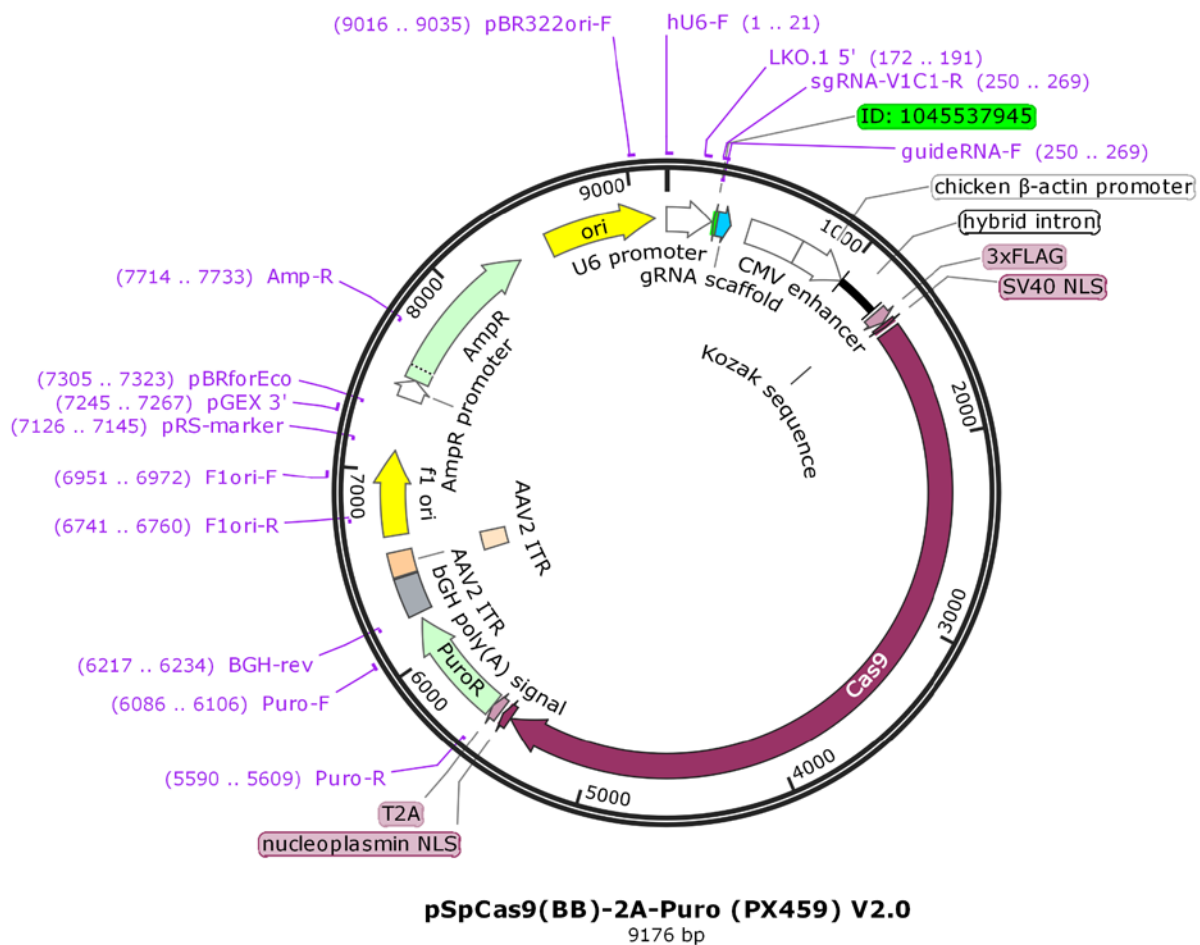 (9016 .. 9035) pBR322ori-F
hU6-F (1 .. 21)
LKO.1 5' (172 .. 191)
sgRNA-V1C1-R (250 .. 269)
ID: 1045537945
guideRNA-F (250 .. 269)
chicken β-actin promoter
hybrid intron
3xFLAG
SV40 NLS
9000
1000
ori
U6 promoter
gRNA scaffold
CMV enhancer
(7714 .. 7733) Amp-R
8000
AmpR
AmpR promoter
Kozak sequence
2000
(7305 .. 7323) pBRforEco
(7245 .. 7267) pGEX 3'
(7126 .. 7145) pRS-marker
(6951 .. 6972) F1ori-F
7000
f1 ori
(6741 .. 6760) F1ori-R
AAV2 ITR
AAV2 ITR
bGH poly(A) signal
3000
(6217 .. 6234) BGH-rev
PuroR
Cas9
6000
(6086 .. 6106) Puro-F
(5590 .. 5609) Puro-R
4000
5000
T2A
nucleoplasmin NLS
pSpCas9(BB)-2A-Puro (PX459) V2.0
9176 bp